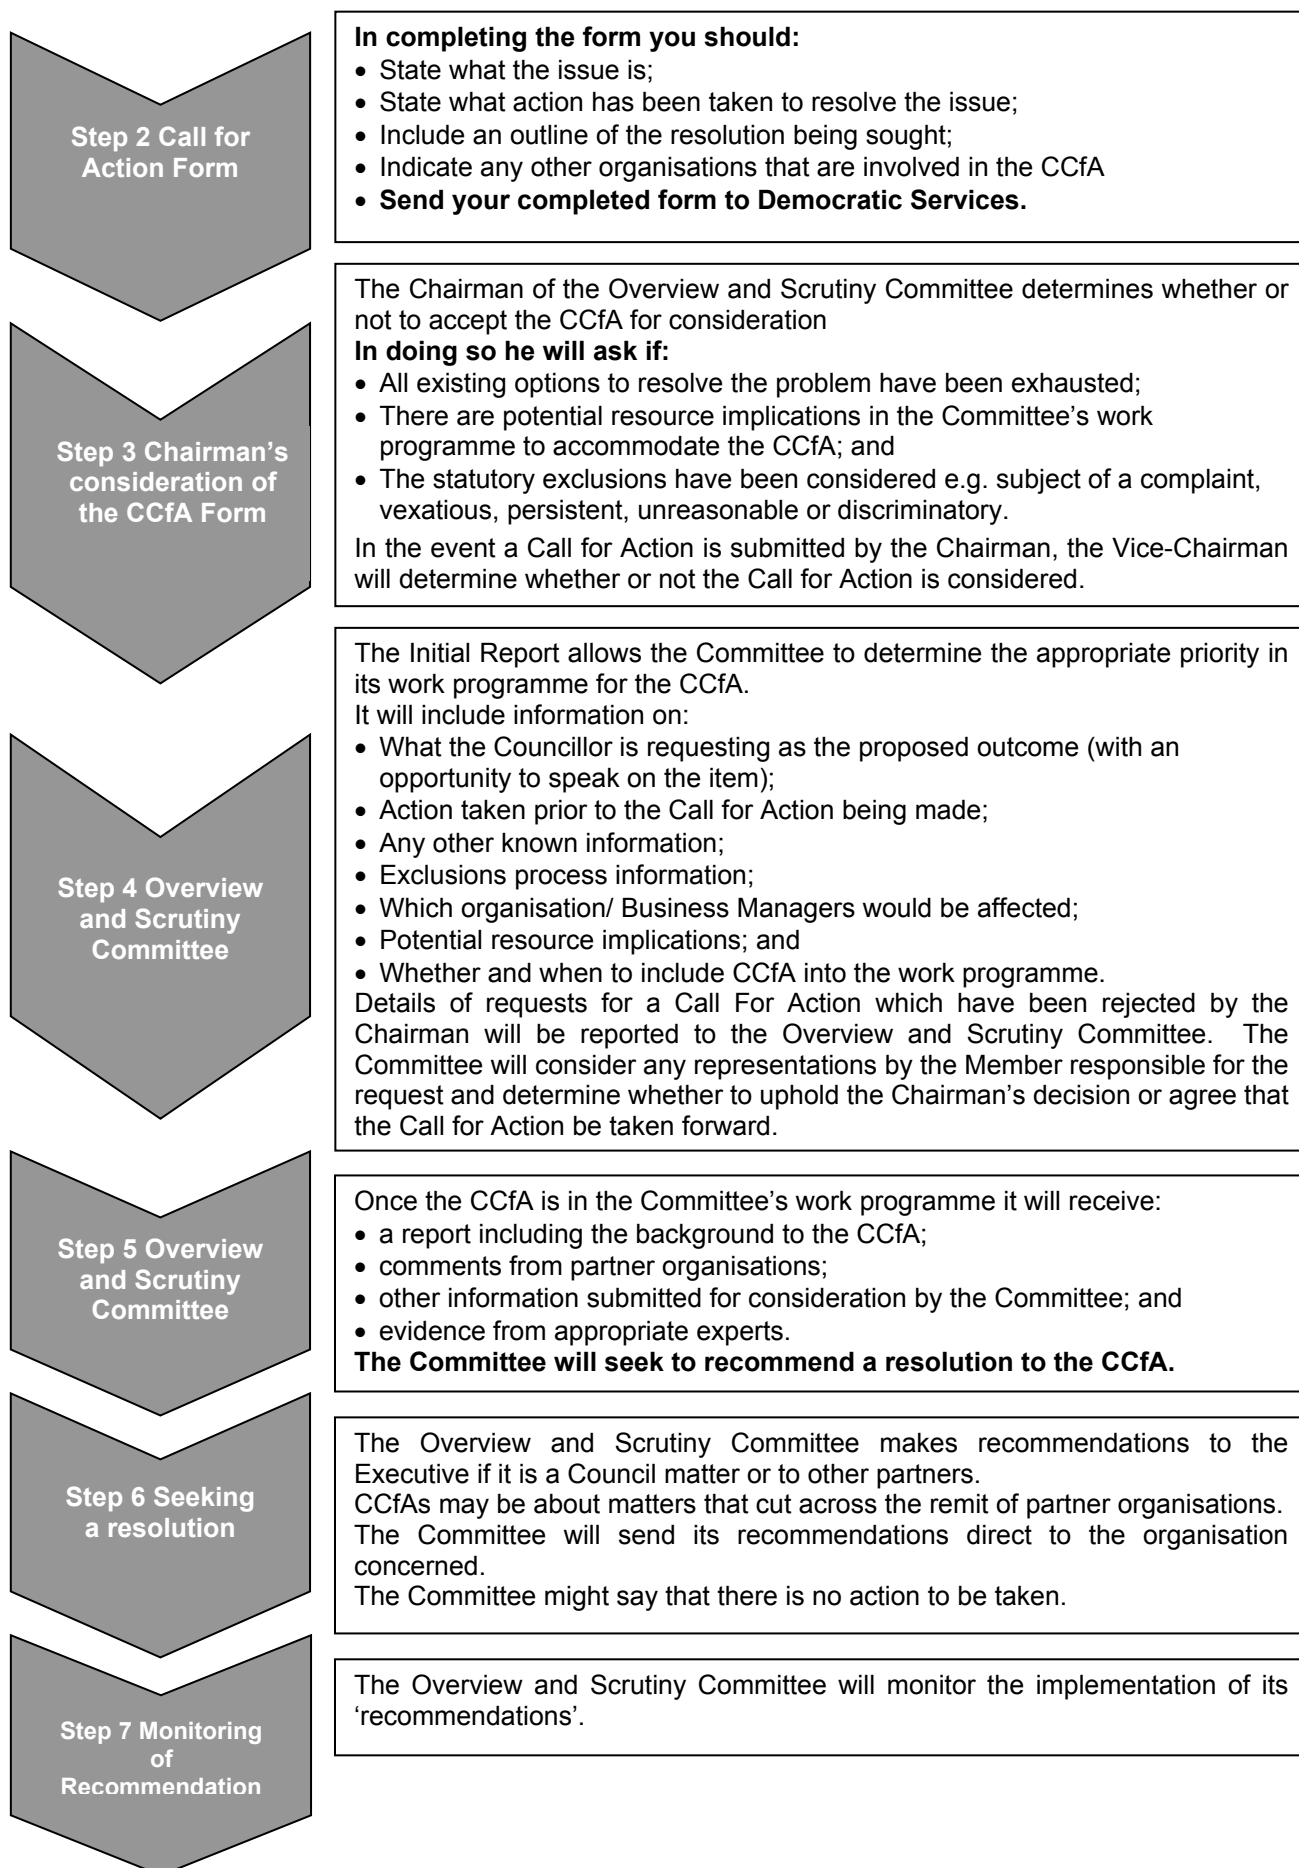 Step 2 Call for
Action Form
In completing the form you should:
• State what the issue is;
• State what action has been taken to resolve the issue;
• Include an outline of the resolution being sought;
• Indicate any other organisations that are involved in the CCfA
• Send your completed form to Democratic Services.
Step 3 Chairman's
consideration of
the CCfA Form
The Chairman of the Overview and Scrutiny Committee determines whether or
not to accept the CCfA for consideration
In doing so he will ask if:
• All existing options to resolve the problem have been exhausted;
• There are potential resource implications in the Committee's work
programme to accommodate the CCfA; and
• The statutory exclusions have been considered e.g. subject of a complaint,
vexatious, persistent, unreasonable or discriminatory.
In the event a Call for Action is submitted by the Chairman, the Vice-Chairman
will determine whether or not the Call for Action is considered.
Step 4 Overview
and Scrutiny
Committee
The Initial Report allows the Committee to determine the appropriate priority in
its work programme for the CCfA.
It will include information on:
• What the Councillor is requesting as the proposed outcome (with an
opportunity to speak on the item);
• Action taken prior to the Call for Action being made;
• Any other known information;
• Exclusions process information;
• Which organisation/ Business Managers would be affected;
• Potential resource implications; and
• Whether and when to include CCfA into the work programme.
Details of requests for a Call For Action which have been rejected by the
Chairman will be reported to the Overview and Scrutiny Committee. The
Committee will consider any representations by the Member responsible for the
request and determine whether to uphold the Chairman's decision or agree that
the Call for Action be taken forward.
Step 5 Overview
and Scrutiny
Committee
Once the CCfA is in the Committee's work programme it will receive:
• a report including the background to the CCfA;
• comments from partner organisations;
• other information submitted for consideration by the Committee; and
• evidence from appropriate experts.
The Committee will seek to recommend a resolution to the CCfA.
Step 6 Seeking
a resolution
The Overview and Scrutiny Committee makes recommendations to the
Executive if it is a Council matter or to other partners.
CCfAs may be about matters that cut across the remit of partner organisations.
The Committee will send its recommendations direct to the organisation
concerned.
The Committee might say that there is no action to be taken.
Step 7 Monitoring
of
Recommendation
The Overview and Scrutiny Committee will monitor the implementation of its
'recommendations'.